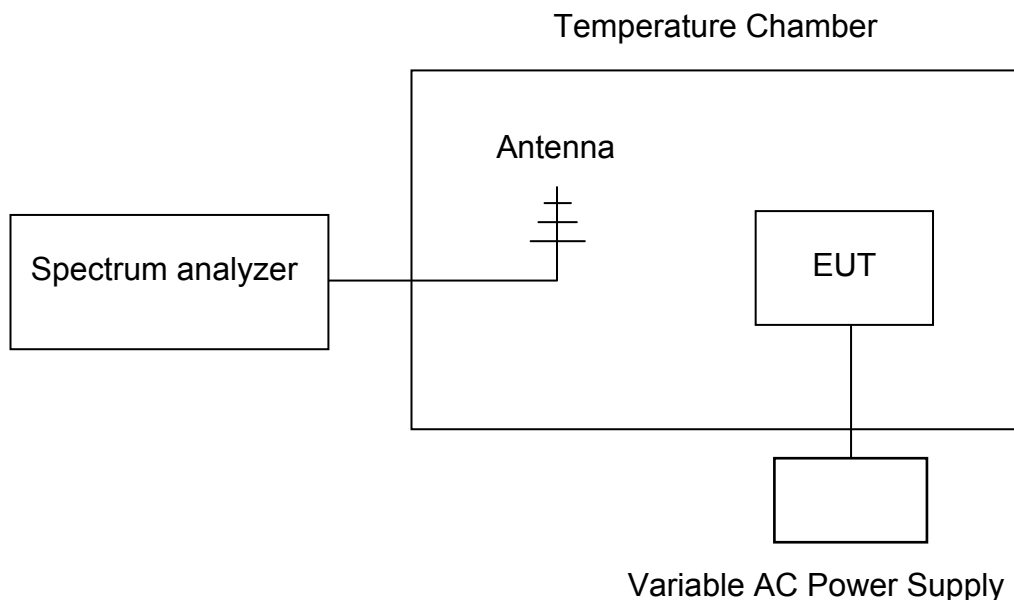 Temperature Chamber
Antenna
Spectrum analyzer
EUT
Variable AC Power Supply